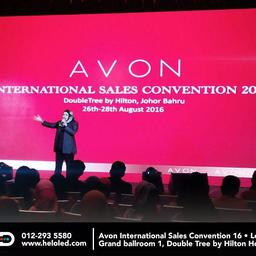 AVON
INTERNATIONAL SALES CONVENTION 20
DoubleTree by Hilton, Johor Bahru
26th-28th August 2016
AVON
012-293 5580
www.heloled.com
Avon International Sales Convention 16 • L
Grand ballroom 1, Double Tree by Hilton Ho